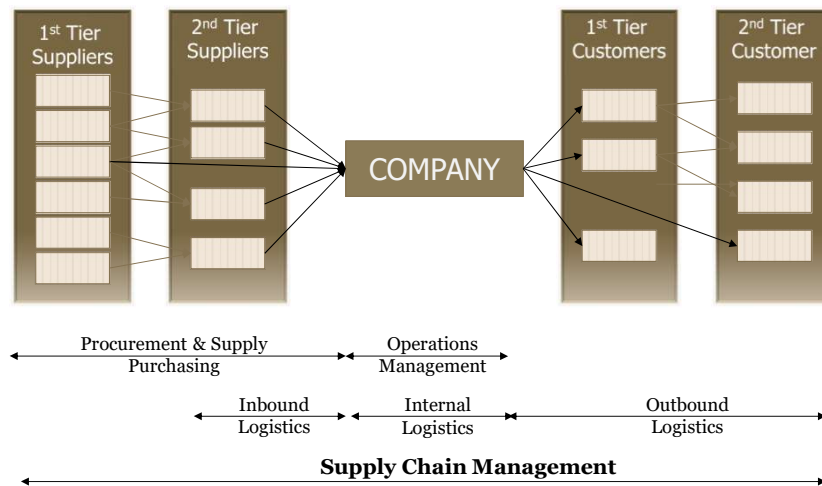 1st Tier
Suppliers
2nd Tier
Suppliers
COMPANY
1st Tier
Customers
2nd Tier
Customer
Procurement & Supply
Purchasing
Operations
Management
Inbound
Logistics
Internal
Logistics
Outbound
Logistics
Supply Chain Management